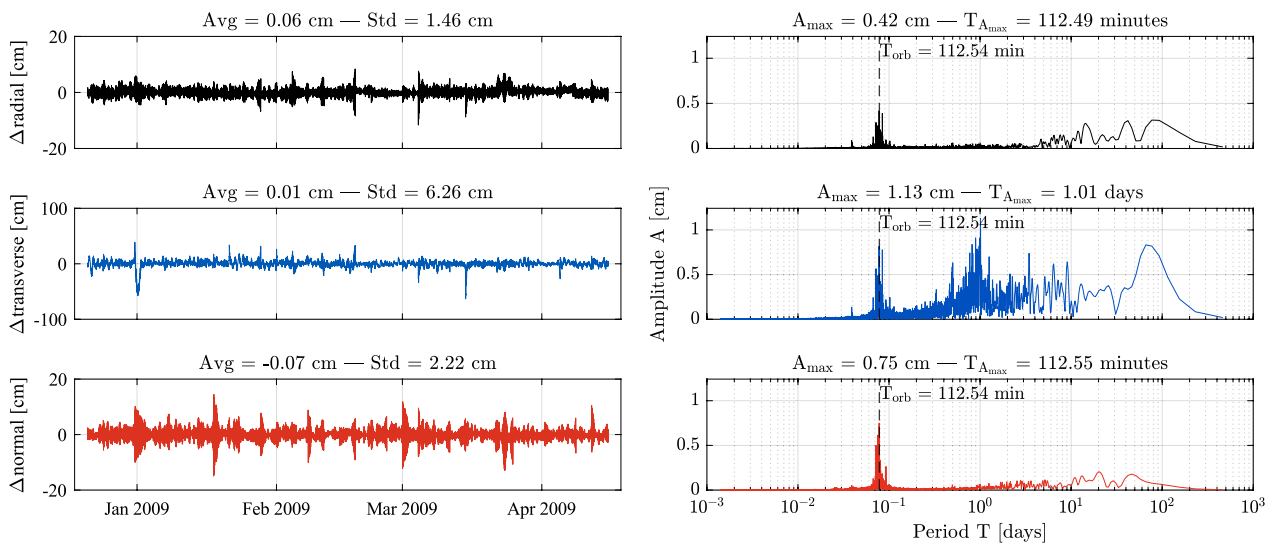 Avg = 0.06 cm — Std = 1.46 cm
20
0
-20
Δradial [cm]
Avg = 0.01 cm — Std = 6.26 cm
100
0
-100
Δtransverse [cm]
Avg = -0.07 cm — Std = 2.22 cm
20
0
-20
Δnormal [cm]
Jan 2009 Feb 2009 Mar 2009 Apr 2009
A_max = 0.42 cm — T_A_max = 112.49 minutes
T_orb = 112.54 min
1
0.5
0
A_max = 1.13 cm — T_A_max = 1.01 days
T_orb = 112.54 min
1
0.5
0
Amplitude A [cm]
A_max = 0.75 cm — T_A_max = 112.55 minutes
T_orb = 112.54 min
1
0.5
0
10^−3 10^−2 10^−1 10^0 10^1 10^2 10^3
Period T [days]